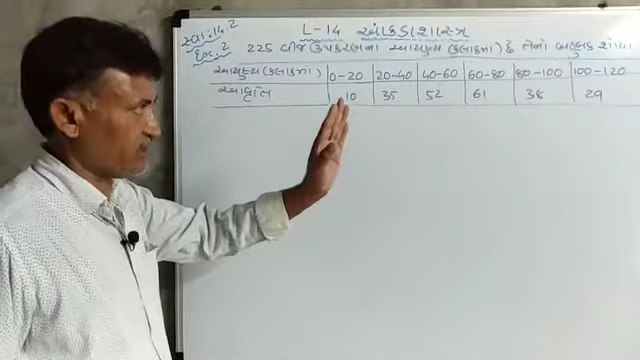 સ્વા.14.2 L-14 આંકડાશાસ્ત્ર
ઉદા.2 225 વીજ ઉપકરણના આયુષ્ય (કલાકમાં) છે તેનો બહુલક શોધો
આયુષ્ય (કલાકમાં) 0-20 20-40 40-60 60-80 80-100 100-120
આવૃત્તિ 10 35 52 61 38 29